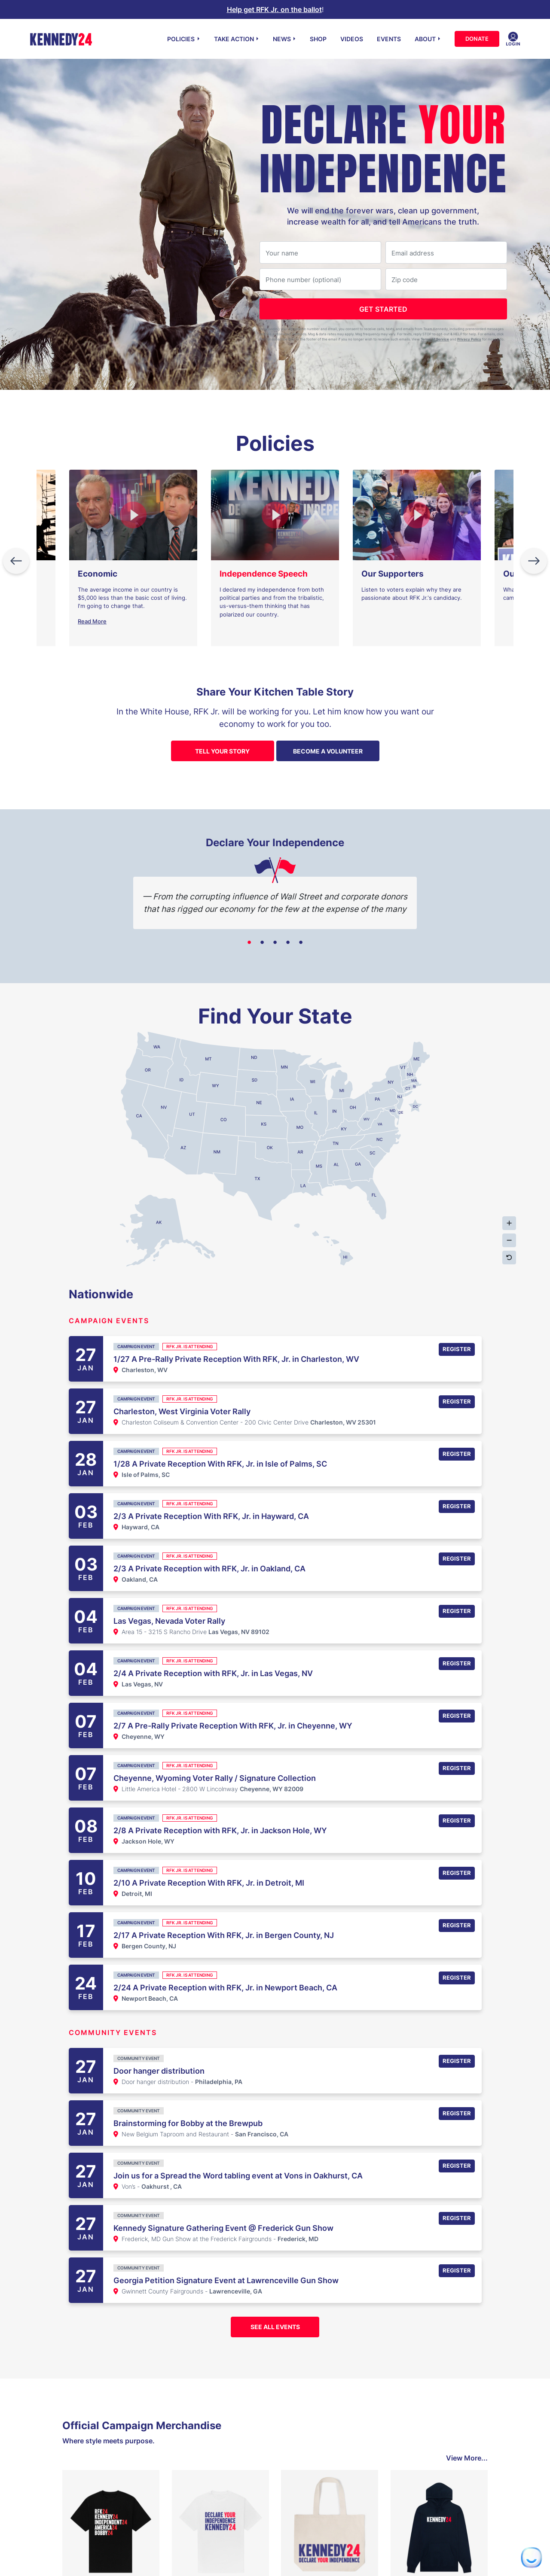 Help get RFK Jr. on the ballot!
KENNEDY24
POLICIES
TAKE ACTION
NEWS
SHOP
VIDEOS
EVENTS
ABOUT
DONATE
LOGIN
DECLARE YOUR
INDEPENDENCE
We will end the forever wars, clean up government,
increase wealth for all, and tell Americans the truth.
Your name
Email address
Phone number (optional)
Zip code
GET STARTED
Policies
Economic
The average income in our country is
$5,000 less than the basic cost of living.
I'm going to change that.
Read More
Independence Speech
I declared my independence from both
political parties and from the tribalistic,
us-versus-them thinking that has
polarized our country.
Our Supporters
Listen to voters explain why they are
passionate about RFK Jr.'s candidacy.
Share Your Kitchen Table Story
In the White House, RFK Jr. will be working for you. Let him know how you want our
economy to work for you too.
TELL YOUR STORY
BECOME A VOLUNTEER
Declare Your Independence
— From the corrupting influence of Wall Street and corporate donors
that has rigged our economy for the few at the expense of the many
Find Your State
WA
MT
ND
MN
ME
VT
NH
OR
ID
WY
SD
WI
MI
NY
MA
CT
RI
CA
NV
UT
CO
NE
KS
IA
MO
IL
IN
OH
PA
NJ
KY
WV
VA
MD
DE
DC
AZ
NM
OK
AR
TN
NC
SC
TX
LA
MS
AL
GA
FL
AK
HI
Nationwide
CAMPAIGN EVENTS
27
JAN
CAMPAIGN EVENT
RFK JR. IS ATTENDING
1/27 A Pre-Rally Private Reception With RFK, Jr. in Charleston, WV
Charleston, WV
REGISTER
27
JAN
CAMPAIGN EVENT
RFK JR. IS ATTENDING
Charleston, West Virginia Voter Rally
Charleston Coliseum & Convention Center - 200 Civic Center Drive Charleston, WV 25301
REGISTER
28
JAN
CAMPAIGN EVENT
RFK JR. IS ATTENDING
1/28 A Private Reception With RFK, Jr. in Isle of Palms, SC
Isle of Palms, SC
REGISTER
03
FEB
CAMPAIGN EVENT
RFK JR. IS ATTENDING
2/3 A Private Reception With RFK, Jr. in Hayward, CA
Hayward, CA
REGISTER
03
FEB
CAMPAIGN EVENT
RFK JR. IS ATTENDING
2/3 A Private Reception with RFK, Jr. in Oakland, CA
Oakland, CA
REGISTER
04
FEB
CAMPAIGN EVENT
RFK JR. IS ATTENDING
Las Vegas, Nevada Voter Rally
Area 15 - 3215 S Rancho Drive Las Vegas, NV 89102
REGISTER
04
FEB
CAMPAIGN EVENT
RFK JR. IS ATTENDING
2/4 A Private Reception with RFK, Jr. in Las Vegas, NV
Las Vegas, NV
REGISTER
07
FEB
CAMPAIGN EVENT
RFK JR. IS ATTENDING
2/7 A Pre-Rally Private Reception With RFK, Jr. in Cheyenne, WY
Cheyenne, WY
REGISTER
07
FEB
CAMPAIGN EVENT
RFK JR. IS ATTENDING
Cheyenne, Wyoming Voter Rally / Signature Collection
Little America Hotel - 2800 W Lincolnway Cheyenne, WY 82009
REGISTER
08
FEB
CAMPAIGN EVENT
RFK JR. IS ATTENDING
2/8 A Private Reception with RFK, Jr. in Jackson Hole, WY
Jackson Hole, WY
REGISTER
10
FEB
CAMPAIGN EVENT
RFK JR. IS ATTENDING
2/10 A Private Reception With RFK, Jr. in Detroit, MI
Detroit, MI
REGISTER
17
FEB
CAMPAIGN EVENT
RFK JR. IS ATTENDING
2/17 A Private Reception With RFK, Jr. in Bergen County, NJ
Bergen County, NJ
REGISTER
24
FEB
CAMPAIGN EVENT
RFK JR. IS ATTENDING
2/24 A Private Reception with RFK, Jr. in Newport Beach, CA
Newport Beach, CA
REGISTER
COMMUNITY EVENTS
27
JAN
COMMUNITY EVENT
Door hanger distribution
Door hanger distribution - Philadelphia, PA
REGISTER
27
JAN
COMMUNITY EVENT
Brainstorming for Bobby at the Brewpub
New Belgium Taproom and Restaurant - San Francisco, CA
REGISTER
27
JAN
COMMUNITY EVENT
Join us for a Spread the Word tabling event at Vons in Oakhurst, CA
Von's - Oakhurst , CA
REGISTER
27
JAN
COMMUNITY EVENT
Kennedy Signature Gathering Event @ Frederick Gun Show
Frederick, MD Gun Show at the Frederick Fairgrounds - Frederick, MD
REGISTER
27
JAN
COMMUNITY EVENT
Georgia Petition Signature Event at Lawrenceville Gun Show
Gwinnett County Fairgrounds - Lawrenceville, GA
REGISTER
SEE ALL EVENTS
Official Campaign Merchandise
Where style meets purpose.
View More...
RFK24
KENNEDY24
INDEPENDENT24
AMERICA24
BOBBY24
DECLARE YOUR
INDEPENDENCE
KENNEDY24
KENNEDY24
DECLARE YOUR INDEPENDENCE
KENNEDY24